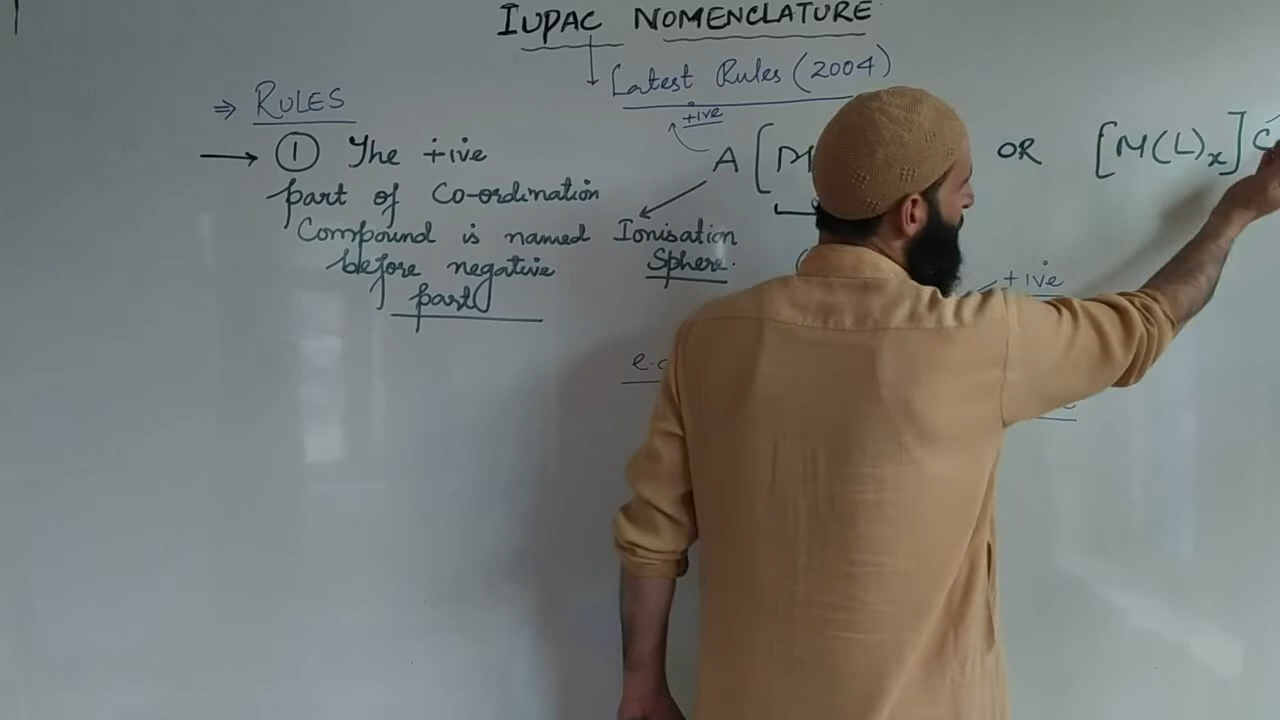 IUPAC NOMENCLATURE
Latest Rules (2004)
⇒ RULES
+ive
→ ① The +ive
A [M OR [M(L)x]
part of Co-ordination
Compound is named
Ionisation
before negative
Sphere.
+ive
part